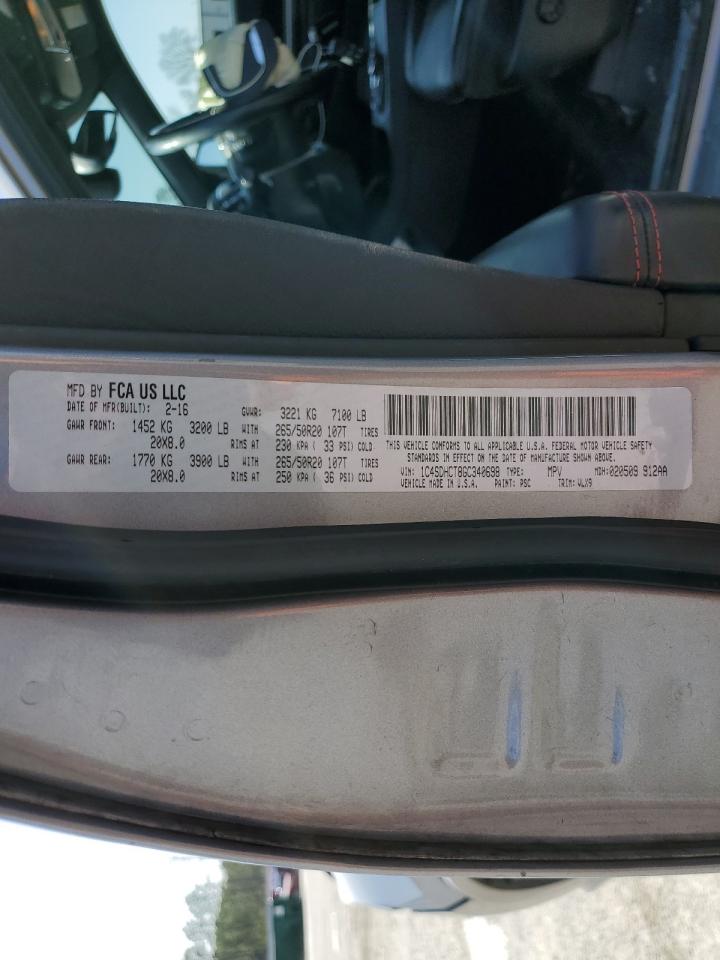 MFD BY FCA US LLC
DATE OF MFR(BUILT): 2-16 GVWR: 3221 KG 7100 LB
GAWR FRONT: 1452 KG 3200 LB WITH 265/50R20 107T TIRES
20X8.0 RIMS AT 230 KPA ( 33 PSI) COLD
GAWR REAR: 1770 KG 3900 LB WITH 265/50R20 107T TIRES
20X8.0 RIMS AT 250 KPA ( 36 PSI) COLD
THIS VEHICLE CONFORMS TO ALL APPLICABLE U.S.A. FEDERAL MOTOR VEHICLE SAFETY
STANDARDS IN EFFECT ON THE DATE OF MANUFACTURE SHOWN ABOVE.
VIN: 1C4SDHCT8GC340698 TYPE: MPV MDH: 020509 912AA
VEHICLE MADE IN U.S.A. PAINT: PSC TRIM: VLX9